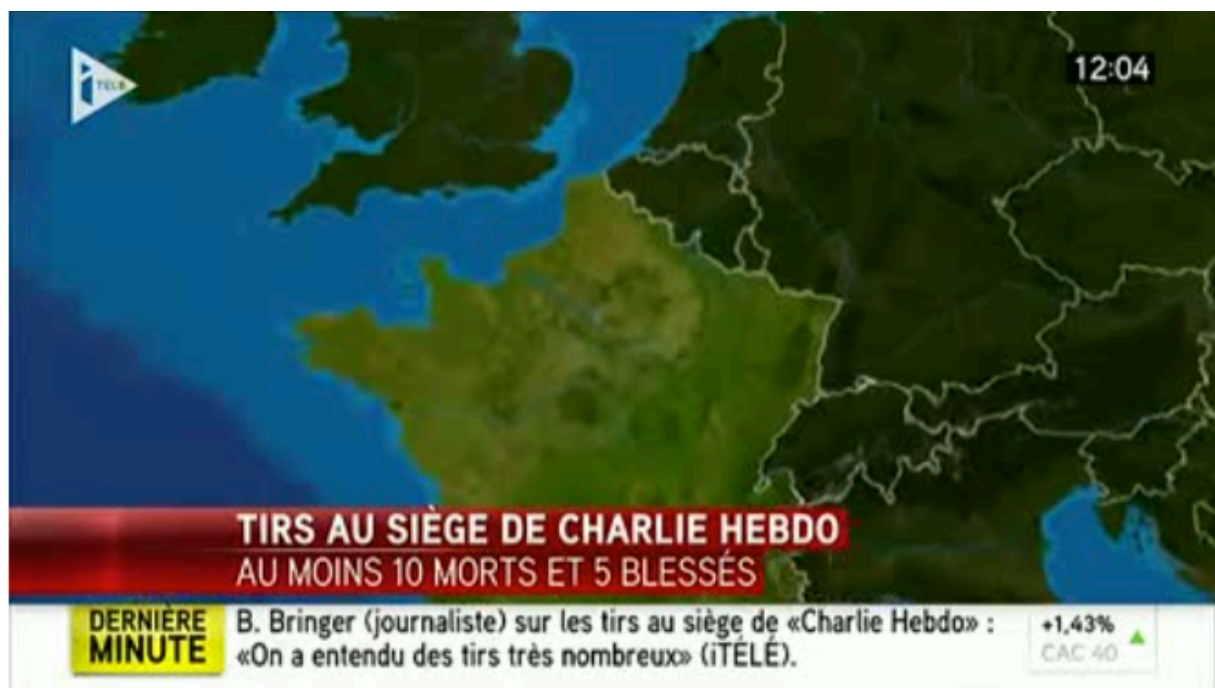 iTELE
12:04
TIRS AU SIÈGE DE CHARLIE HEBDO
AU MOINS 10 MORTS ET 5 BLESSÉS
DERNIÈRE
MINUTE
B. Bringer (journaliste) sur les tirs au siège de «Charlie Hebdo» :
«On a entendu des tirs très nombreux» (iTÉLÉ).
+1,43%
CAC 40